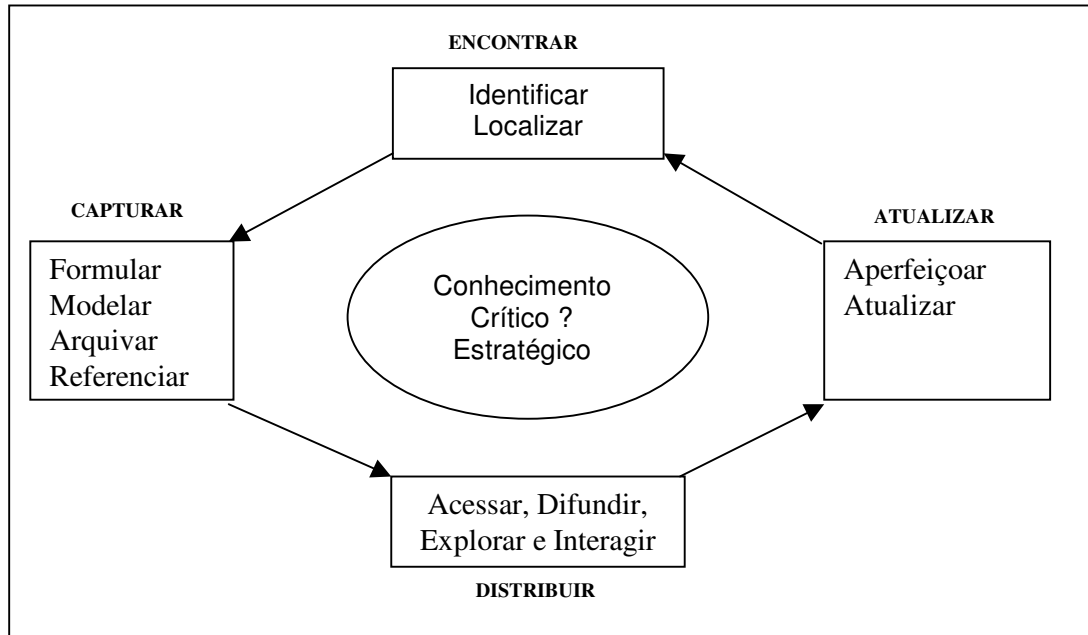 ENCONTRAR
Identificar
Localizar
CAPTURAR
Formular
Modelar
Arquivar
Referenciar
Conhecimento
Crítico ?
Estratégico
ATUALIZAR
Aperfeiçoar
Atualizar
Acessar, Difundir,
Explorar e Interagir
DISTRIBUIR